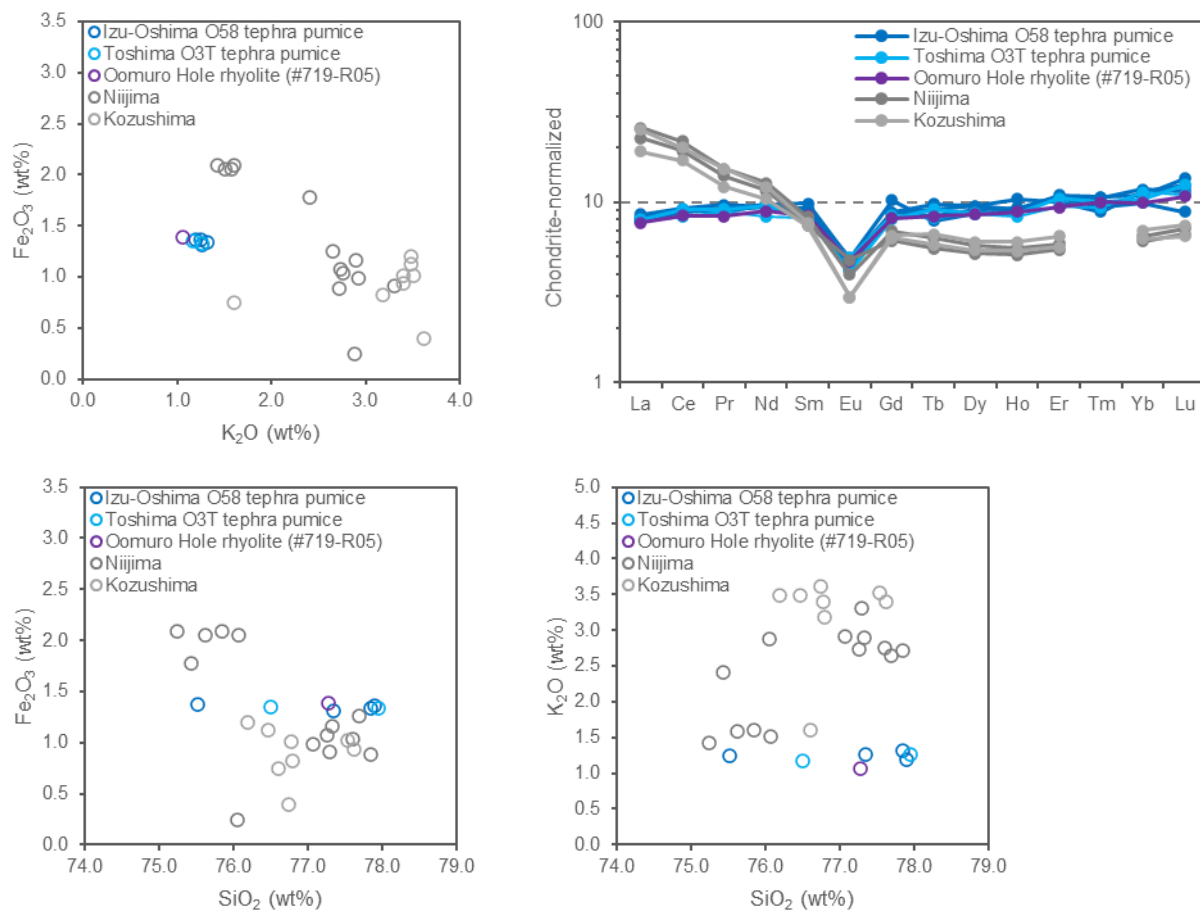 3.5
3.0
2.5
2.0
1.5
1.0
0.5
0.0
Fe₂O₃ (wt%)
Izu-Oshima O58 tephra pumice
Toshima O3T tephra pumice
Oomuro Hole rhyolite (#719-R05)
Niijima
Kozushima
0.0 1.0 2.0 3.0 4.0
K₂O (wt%)
100
10
1
Chondrite-normalized
Izu-Oshima O58 tephra pumice
Toshima O3T tephra pumice
Oomuro Hole rhyolite (#719-R05)
Niijima
Kozushima
La Ce Pr Nd Sm Eu Gd Tb Dy Ho Er Tm Yb Lu
3.5
3.0
2.5
2.0
1.5
1.0
0.5
0.0
Fe₂O₃ (wt%)
Izu-Oshima O58 tephra pumice
Toshima O3T tephra pumice
Oomuro Hole rhyolite (#719-R05)
Niijima
Kozushima
74.0 75.0 76.0 77.0 78.0 79.0
SiO₂ (wt%)
5.0
4.5
4.0
3.5
3.0
2.5
2.0
1.5
1.0
0.5
0.0
K₂O (wt%)
Izu-Oshima O58 tephra pumice
Toshima O3T tephra pumice
Oomuro Hole rhyolite (#719-R05)
Niijima
Kozushima
74.0 75.0 76.0 77.0 78.0 79.0
SiO₂ (wt%)